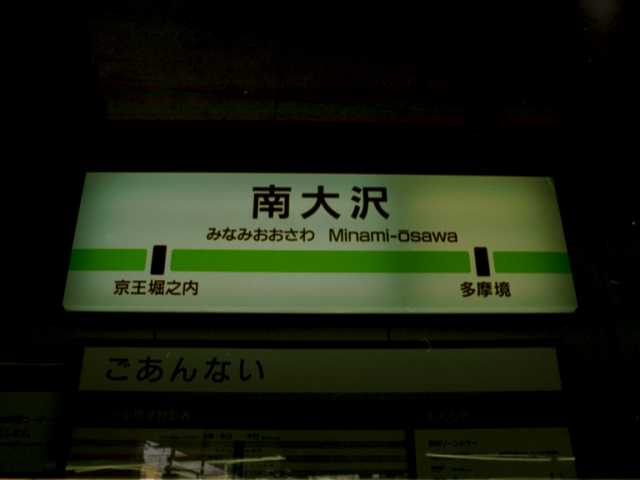 南大沢
みなみおおさわ Minami-ōsawa
京王堀之内 多摩境
ごあんない